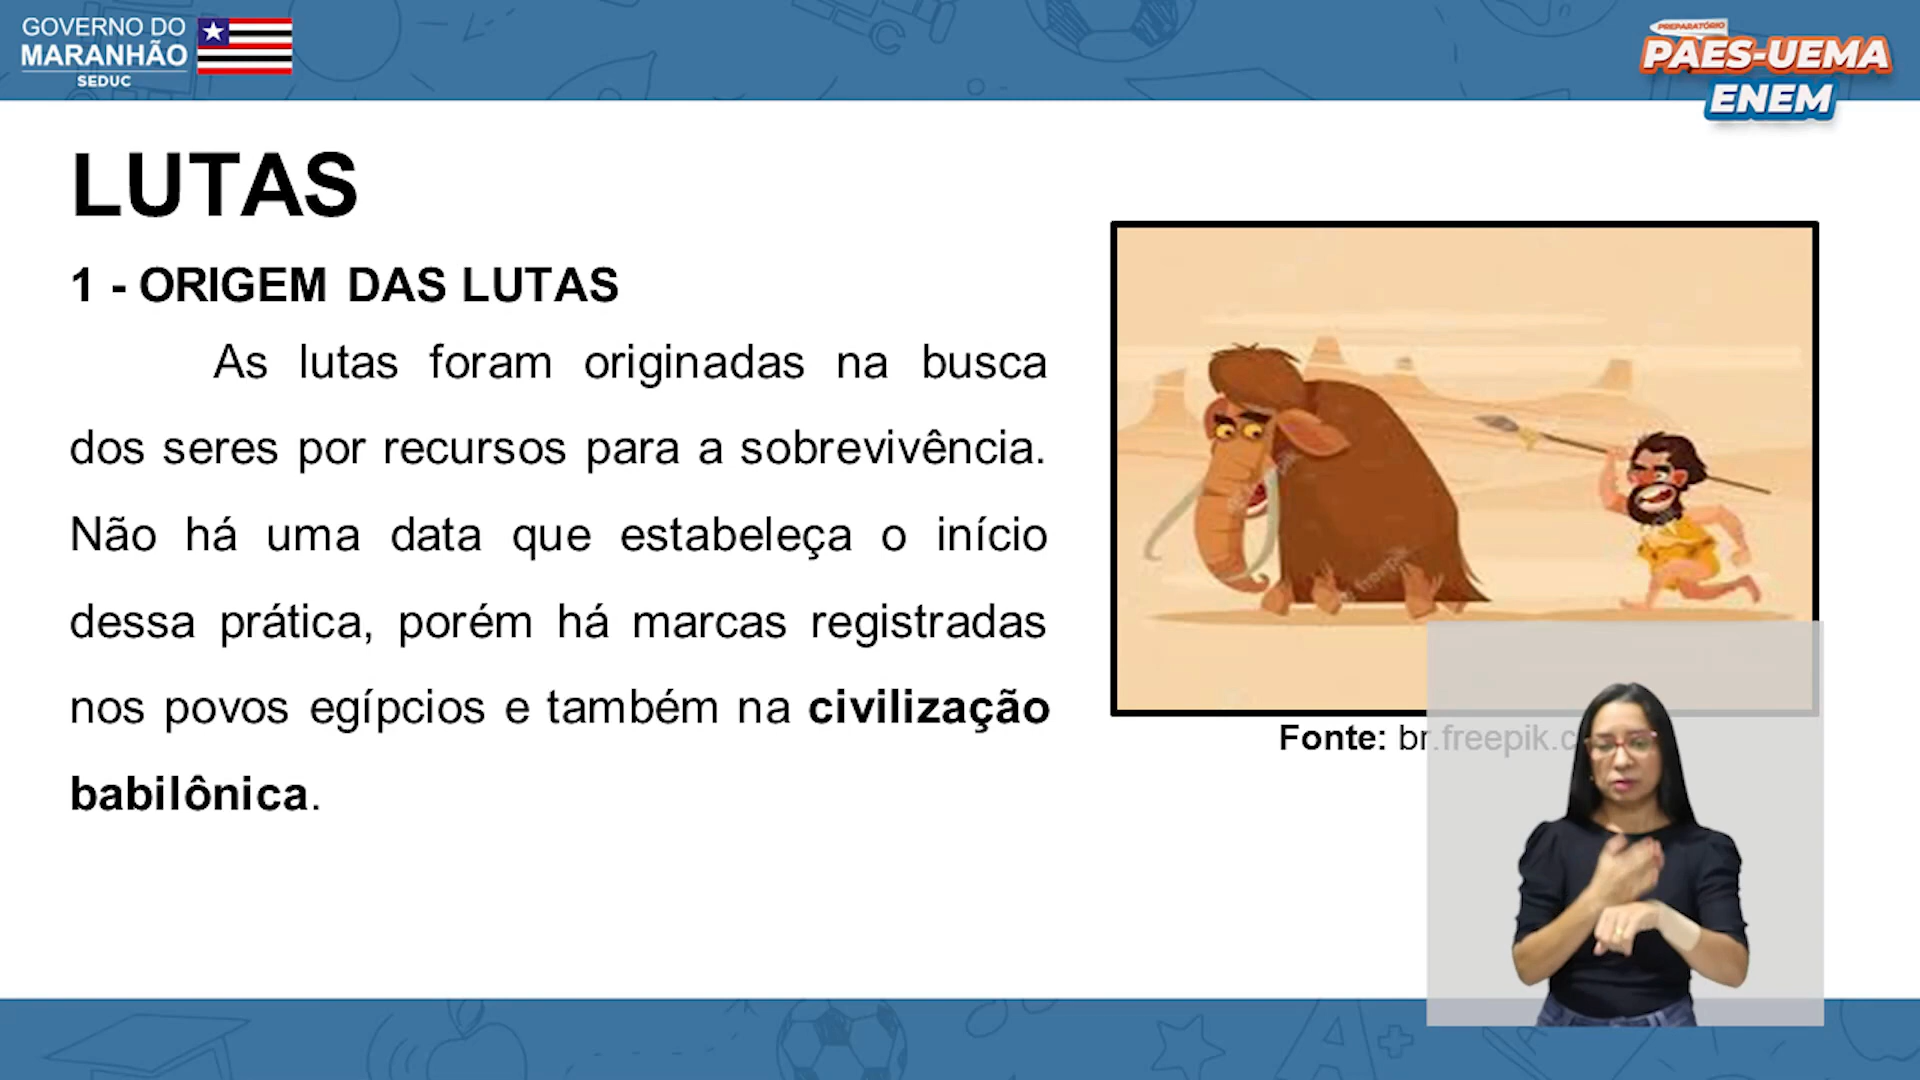 GOVERNO DO
MARANHÃO
SEDUC
PREPARATÓRIO
PAES-UEMA
ENEM
LUTAS
1 - ORIGEM DAS LUTAS
As lutas foram originadas na busca
dos seres por recursos para a sobrevivência.
Não há uma data que estabeleça o início
dessa prática, porém há marcas registradas
nos povos egípcios e também na civilização
babilônica.
Fonte: br.freepik.c